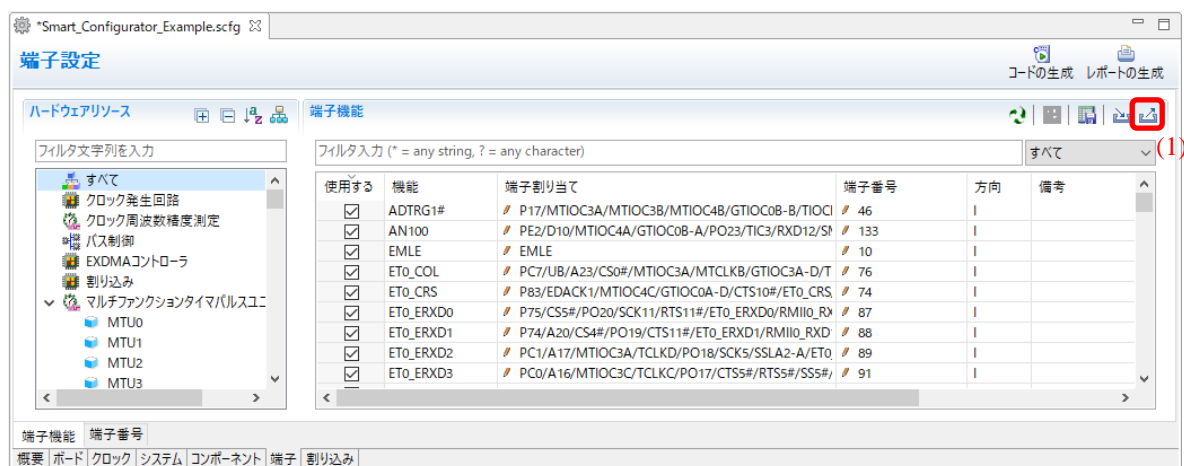 *Smart_Configurator_Example.scfg
端子設定
コードの生成 レポートの生成
ハードウェアリソース
端子機能
(1)
フィルタ文字列を入力
フィルタ入力 (* = any string, ? = any character)
すべて
すべて
クロック発生回路
クロック周波数精度測定
バス制御
EXDMAコントローラ
割り込み
マルチファンクションタイマパルスユニ
MTU0
MTU1
MTU2
MTU3
使用する 機能 端子割り当て 端子番号 方向 備考
ADTRG1# P17/MTIOC3A/MTIOC3B/MTIOC4B/GTIOC0B-B/TIOCI 46 I
AN100 PE2/D10/MTIOC4A/GTIOC0B-A/PO23/TIC3/RXD12/SM 133 I
EMLE EMLE 10 I
ET0_COL PC7/UB/A23/CS0#/MTIOC3A/MTCLKB/GTIOC3A-D/T 76 I
ET0_CRS P83/EDACK1/MTIOC4C/GTIOC0A-D/CTS10#/ET0_CRS, 74 I
ET0_ERXD0 P75/CS5#/PO20/SCK11/RTS11#/ET0_ERXD0/RMII0_RX 87 I
ET0_ERXD1 P74/A20/CS4#/PO19/CTS11#/ET0_ERXD1/RMII0_RXD 88 I
ET0_ERXD2 PC1/A17/MTIOC3A/TCLKD/PO18/SCK5/SSLA2-A/ET0_ 89 I
ET0_ERXD3 PC0/A16/MTIOC3C/TCLKC/PO17/CTS5#/RTS5#/SS5#/ 91 I
端子機能 端子番号
概要 ボード クロック システム コンポーネント 端子 割り込み